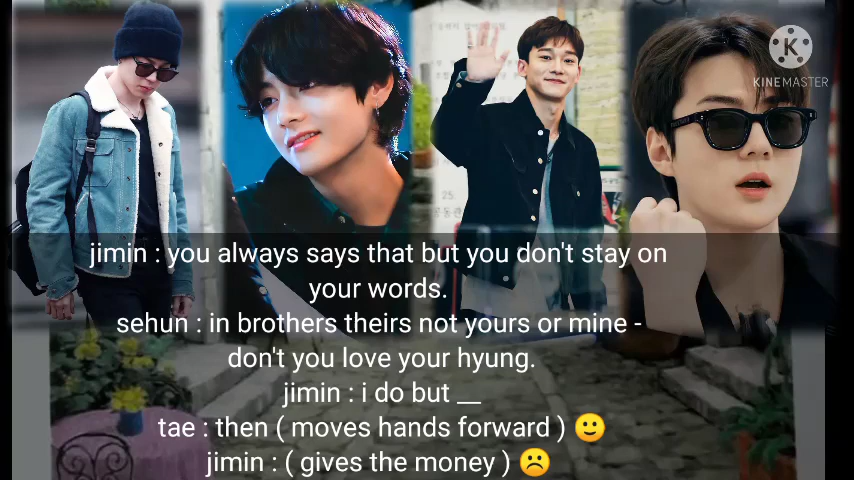 KINEMASTER
jimin : you always says that but you don't stay on
your words.
sehun : in brothers theirs not yours or mine -
don't you love your hyung.
jimin : i do but __
tae : then ( moves hands forward ) 🙂
jimin : ( gives the money ) ☹️